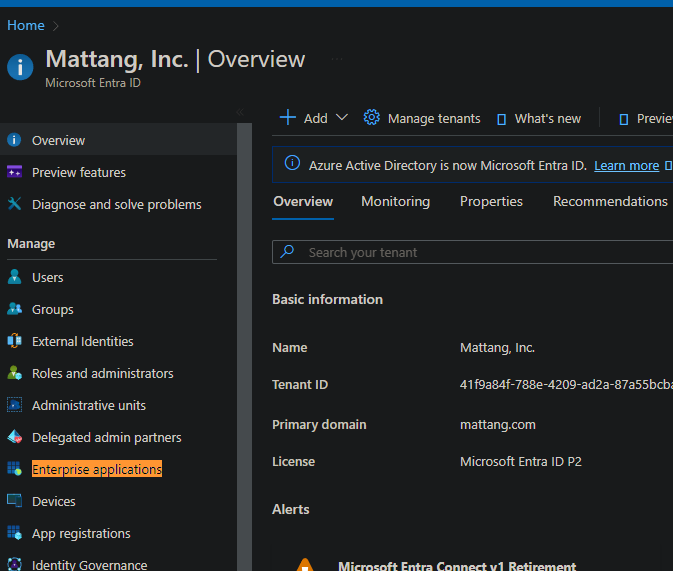 Home
Mattang, Inc. | Overview
Microsoft Entra ID
Overview
Preview features
Diagnose and solve problems
Manage
Users
Groups
External Identities
Roles and administrators
Administrative units
Delegated admin partners
Enterprise applications
Devices
App registrations
Identity Governance
Add
Manage tenants
What's new
Previe
Azure Active Directory is now Microsoft Entra ID. Learn more
Overview Monitoring Properties Recommendations
Search your tenant
Basic information
Name Mattang, Inc.
Tenant ID 41f9a84f-788e-4209-ad2a-87a55bcba
Primary domain mattang.com
License Microsoft Entra ID P2
Alerts
Microsoft Entra Connect v1 Retirement